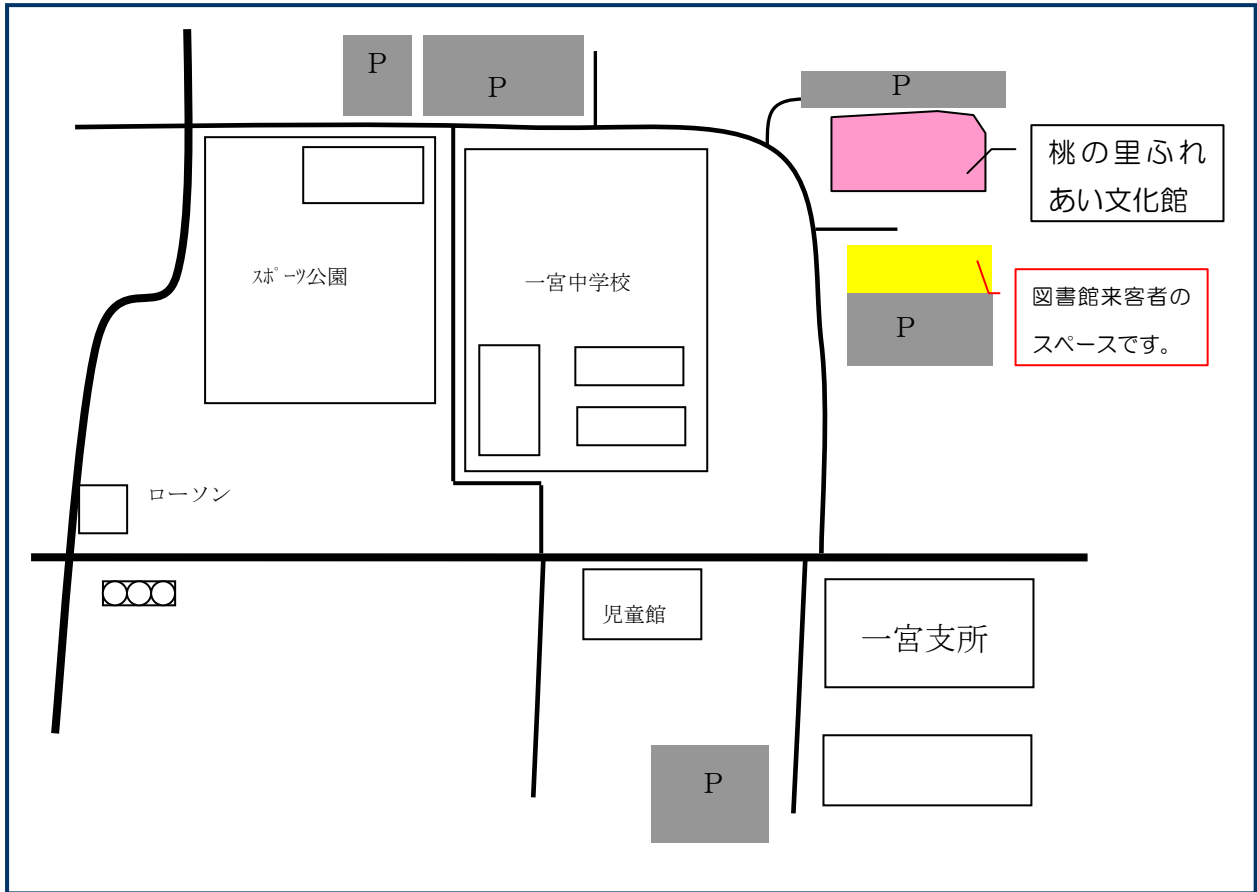 P
P
P
桃の里ふれ
あい文化館
ｽﾎﾟｰﾂ公園
一宮中学校
図書館来客者の
スペースです。
P
ローソン
児童館
一宮支所
P